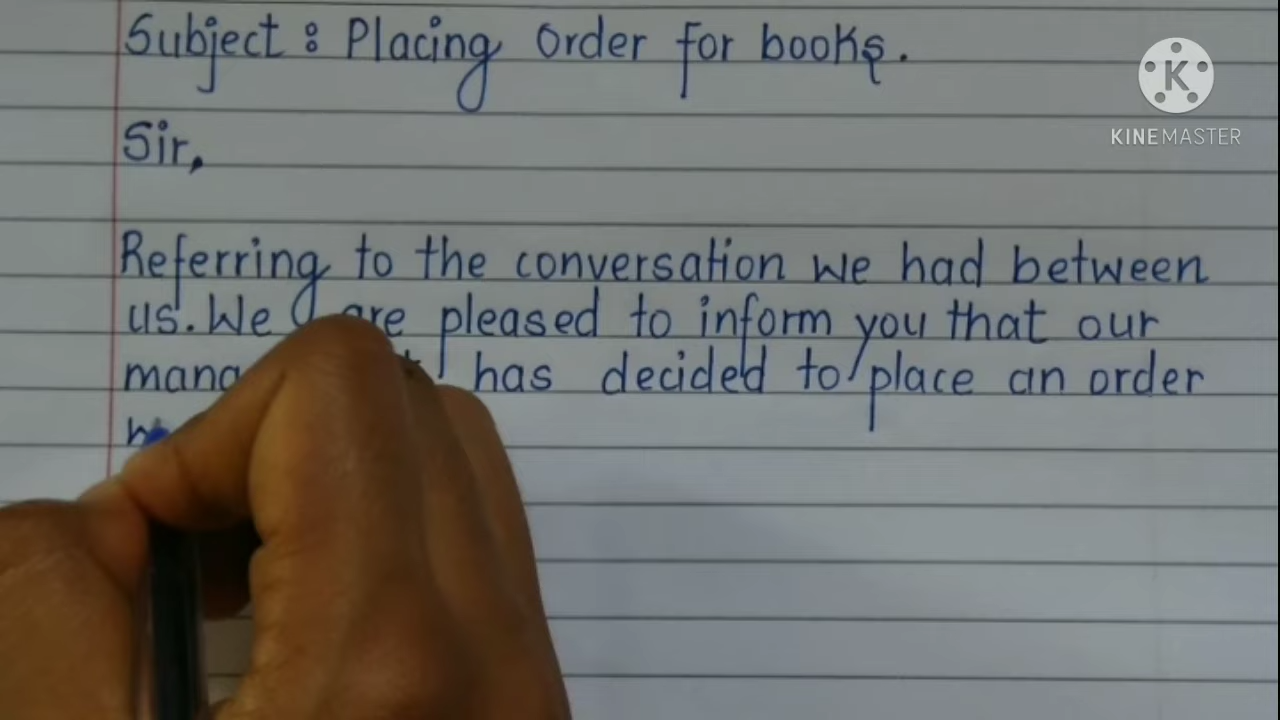 Subject : Placing order for books.
KINEMASTER
Sir,
Referring to the conversation we had between
us. We are pleased to inform you that our
has decided to place an order